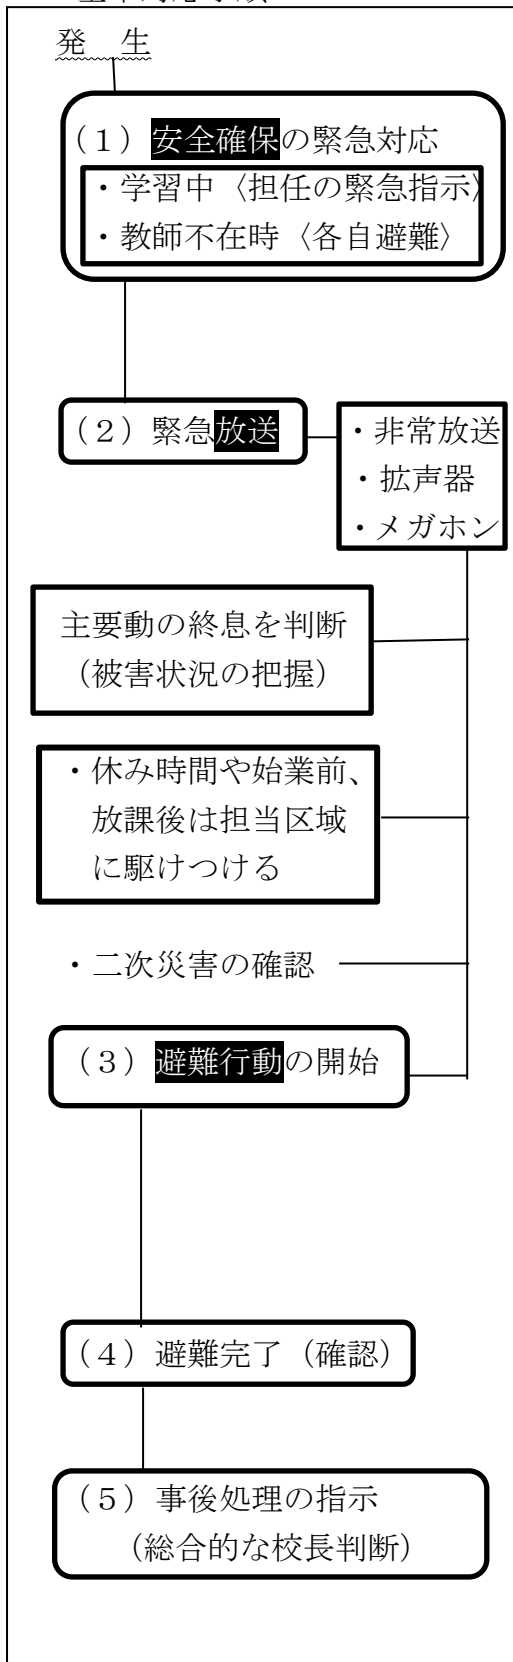 発　生
（１）安全確保の緊急対応
・学習中〈担任の緊急指示〉
・教師不在時〈各自避難〉
（２）緊急放送
・非常放送
・拡声器
・メガホン
主要動の終息を判断
（被害状況の把握）
・休み時間や始業前、
放課後は担当区域
に駆けつける
・二次災害の確認
（３）避難行動の開始
（４）避難完了（確認）
（５）事後処理の指示
（総合的な校長判断）